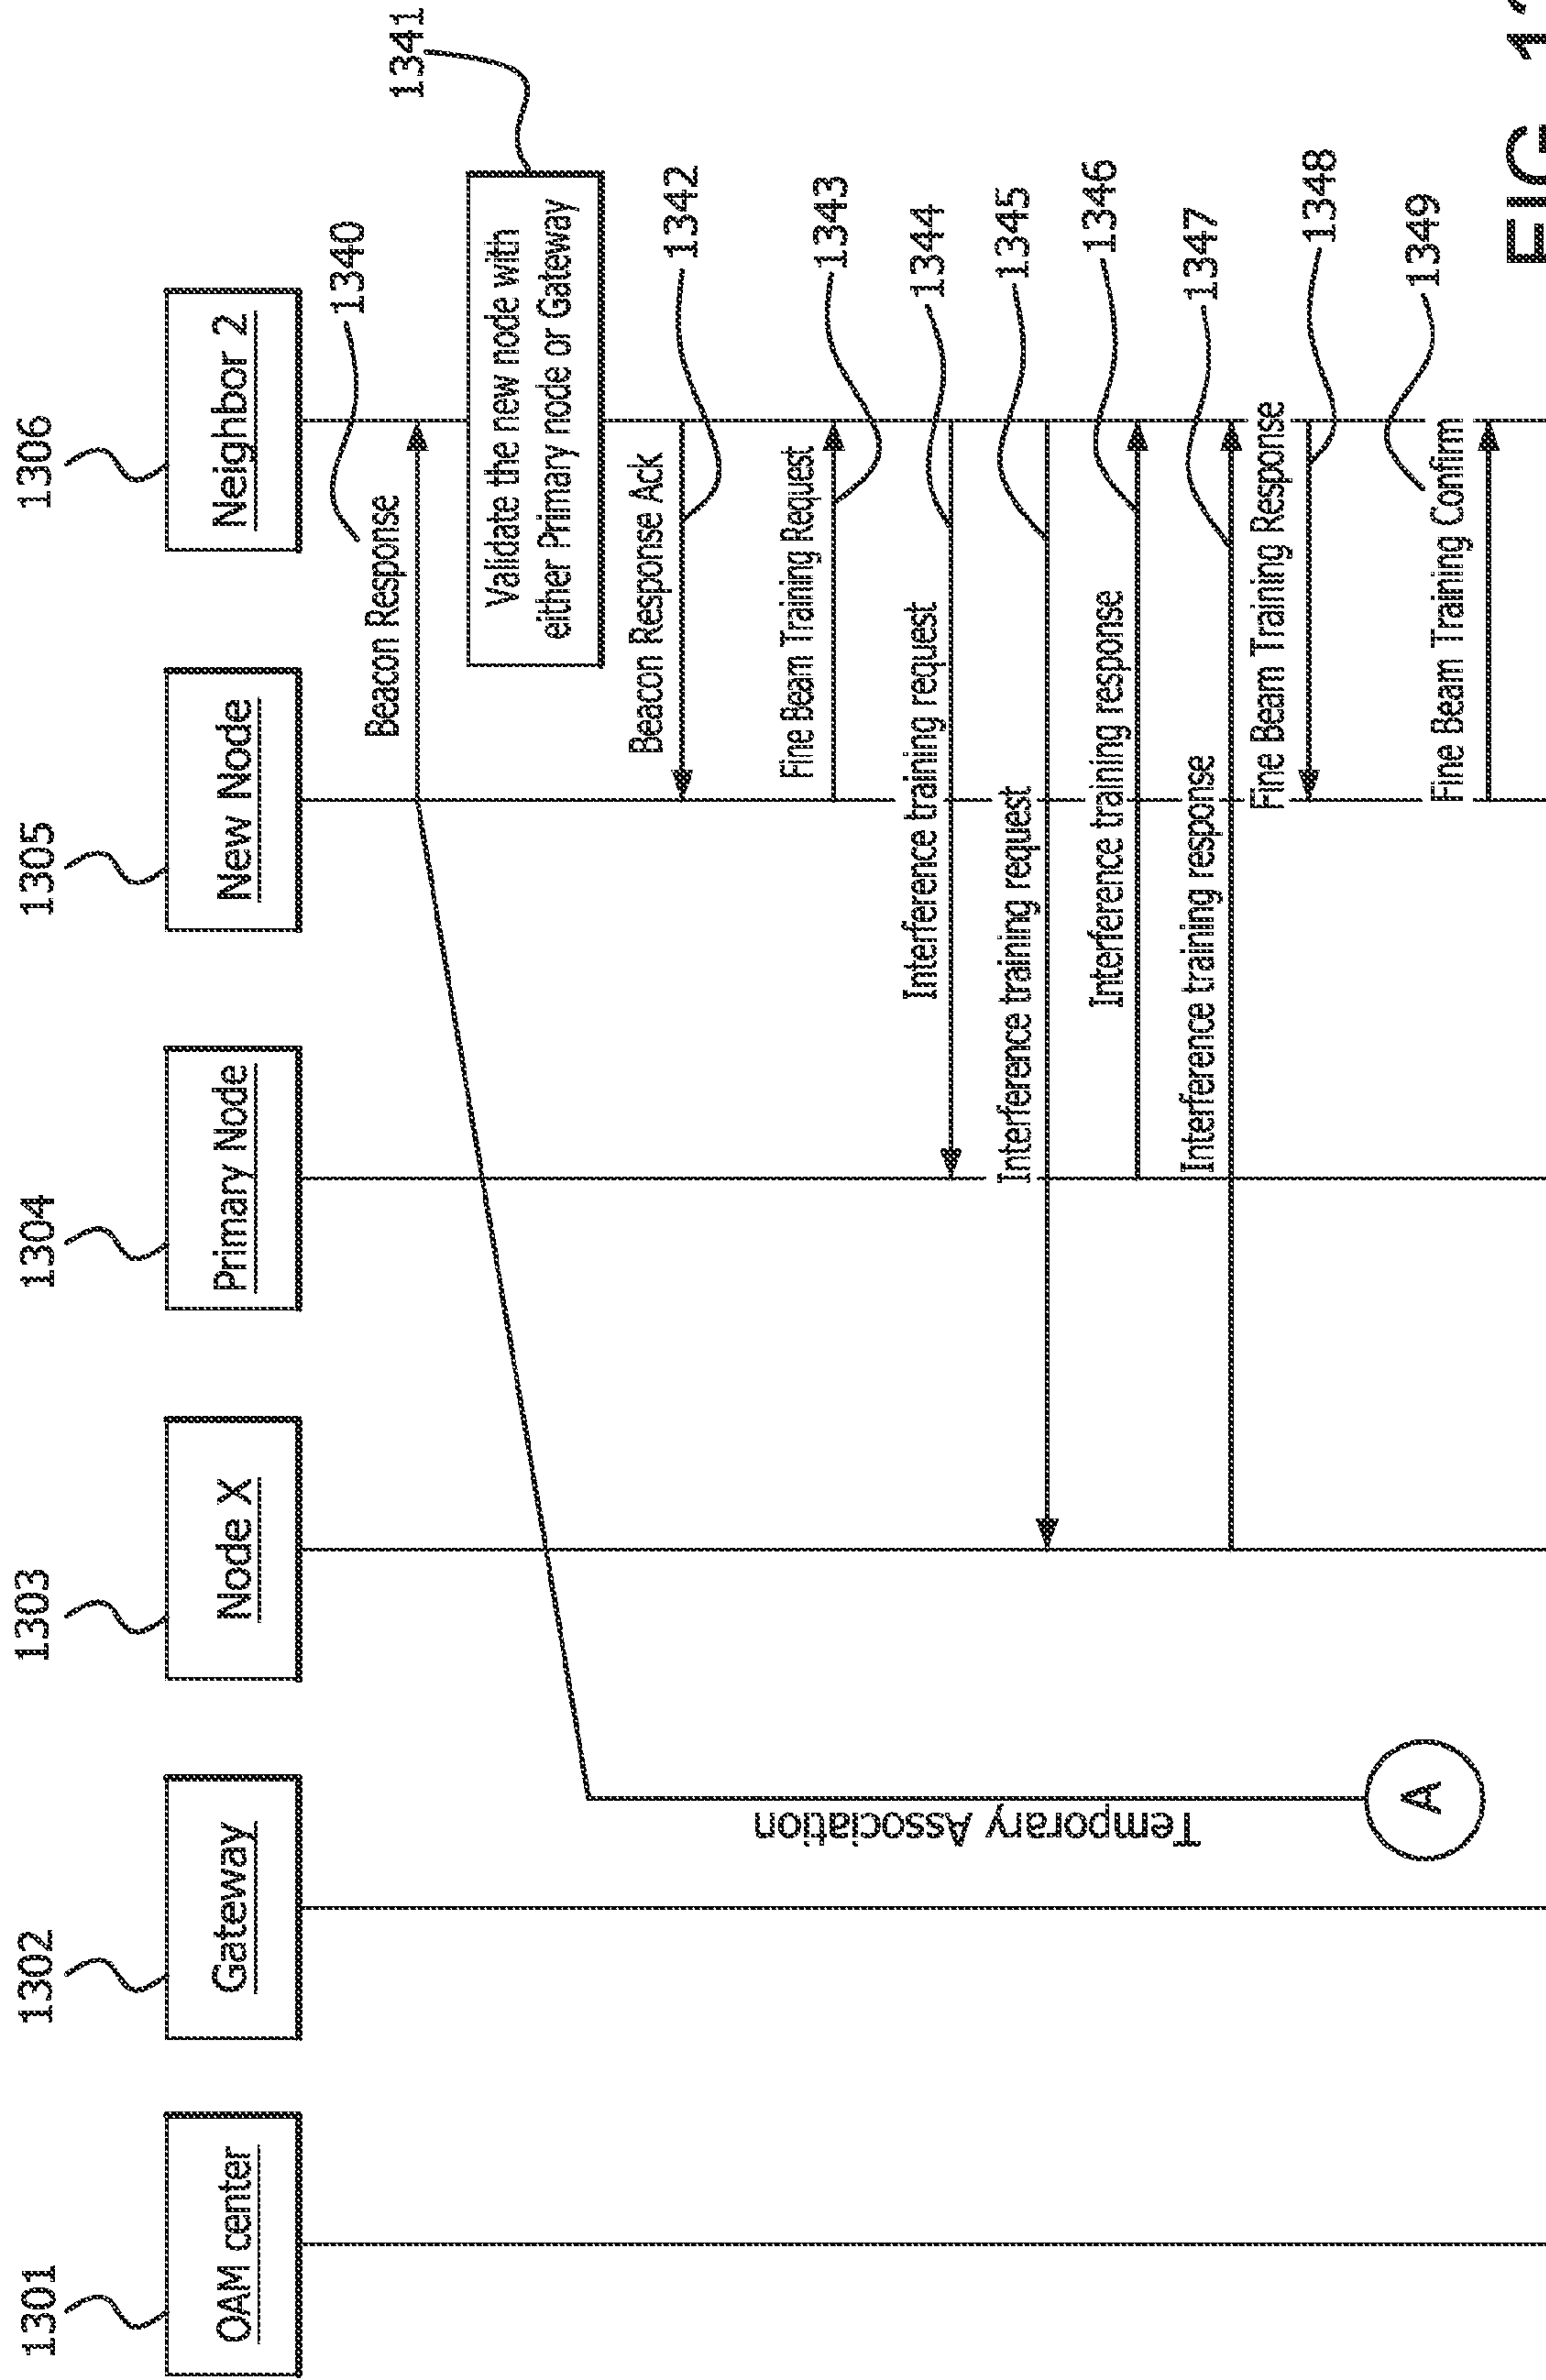 1301
1302
1303
1304
1305
1306
OAM center
Gateway
Node X
Primary Node
New Node
Neighbor 2
1340
Beacon Response
1341
Validate the new node with
either Primary node or Gateway
Beacon Response Ack
1342
Fine Beam Training Request
1343
Interference training request
1344
Interference training request
1345
Interference training response
1346
Interference training response
1347
Fine Beam Training Response
1348
Fine Beam Training Confirm
1349
Temporary Association
A